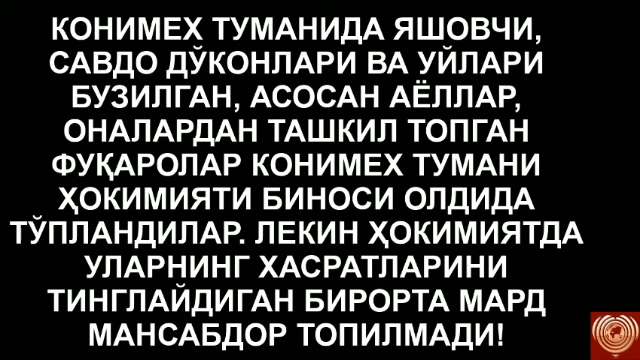 КОНИМЕХ ТУМАНИДА ЯШОВЧИ,
САВДО ДЎКОНЛАРИ ВА УЙЛАРИ
БУЗИЛГАН, АСОСАН АЁЛЛАР,
ОНАЛАРДАН ТАШКИЛ ТОПГАН
ФУҚАРОЛАР КОНИМЕХ ТУМАНИ
ҲОКИМИЯТИ БИНОСИ ОЛДИДА
ТЎПЛАНДИЛАР. ЛЕКИН ҲОКИМИЯТДА
УЛАРНИНГ ХАСРАТЛАРИНИ
ТИНГЛАЙДИГАН БИРОРТА МАРД
МАНСАБДОР ТОПИЛМАДИ!